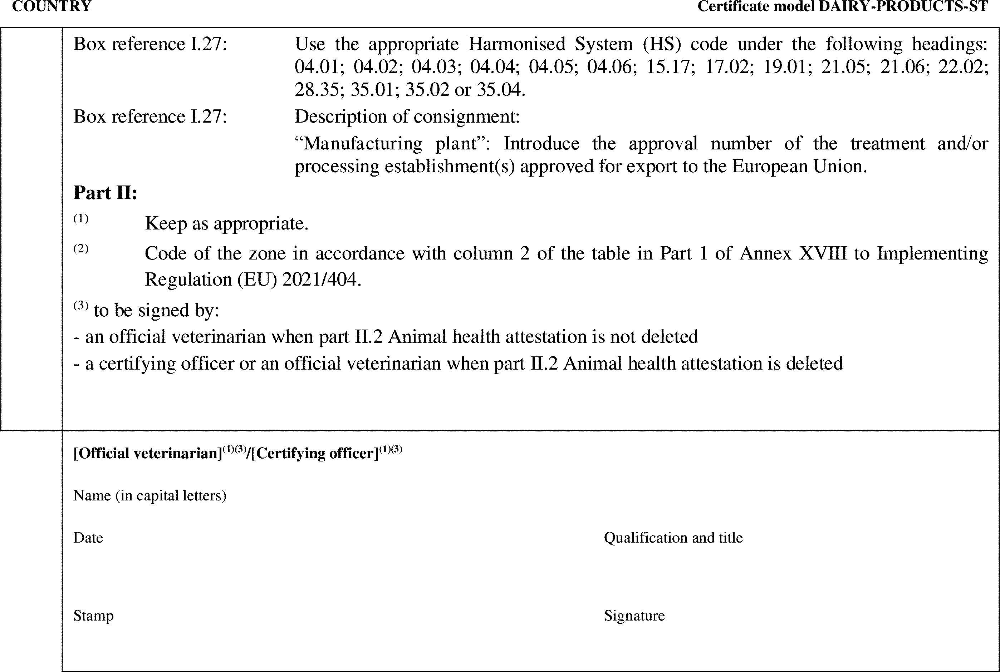 COUNTRY Certificate model DAIRY-PRODUCTS-ST
Box reference I.27: Use the appropriate Harmonised System (HS) code under the following headings:
04.01; 04.02; 04.03; 04.04; 04.05; 04.06; 15.17; 17.02; 19.01; 21.05; 21.06; 22.02;
28.35; 35.01; 35.02 or 35.04.
Box reference I.27: Description of consignment:
“Manufacturing plant”: Introduce the approval number of the treatment and/or
processing establishment(s) approved for export to the European Union.
Part II:
(1) Keep as appropriate.
(2) Code of the zone in accordance with column 2 of the table in Part 1 of Annex XVIII to Implementing
Regulation (EU) 2021/404.
(3) to be signed by:
- an official veterinarian when part II.2 Animal health attestation is not deleted
- a certifying officer or an official veterinarian when part II.2 Animal health attestation is deleted
[Official veterinarian](1)(3)/[Certifying officer](1)(3)
Name (in capital letters)
Date Qualification and title
Stamp Signature